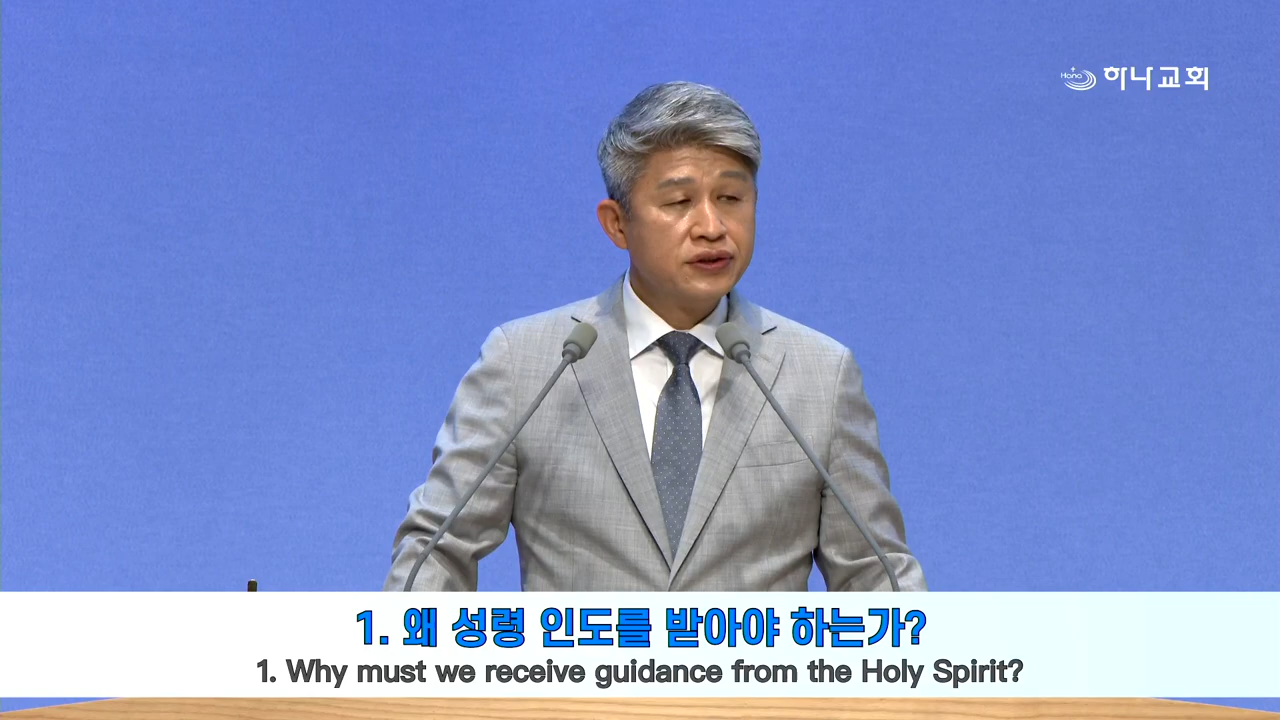 Hana 하나교회
1. 왜 성령 인도를 받아야 하는가?
1. Why must we receive guidance from the Holy Spirit?